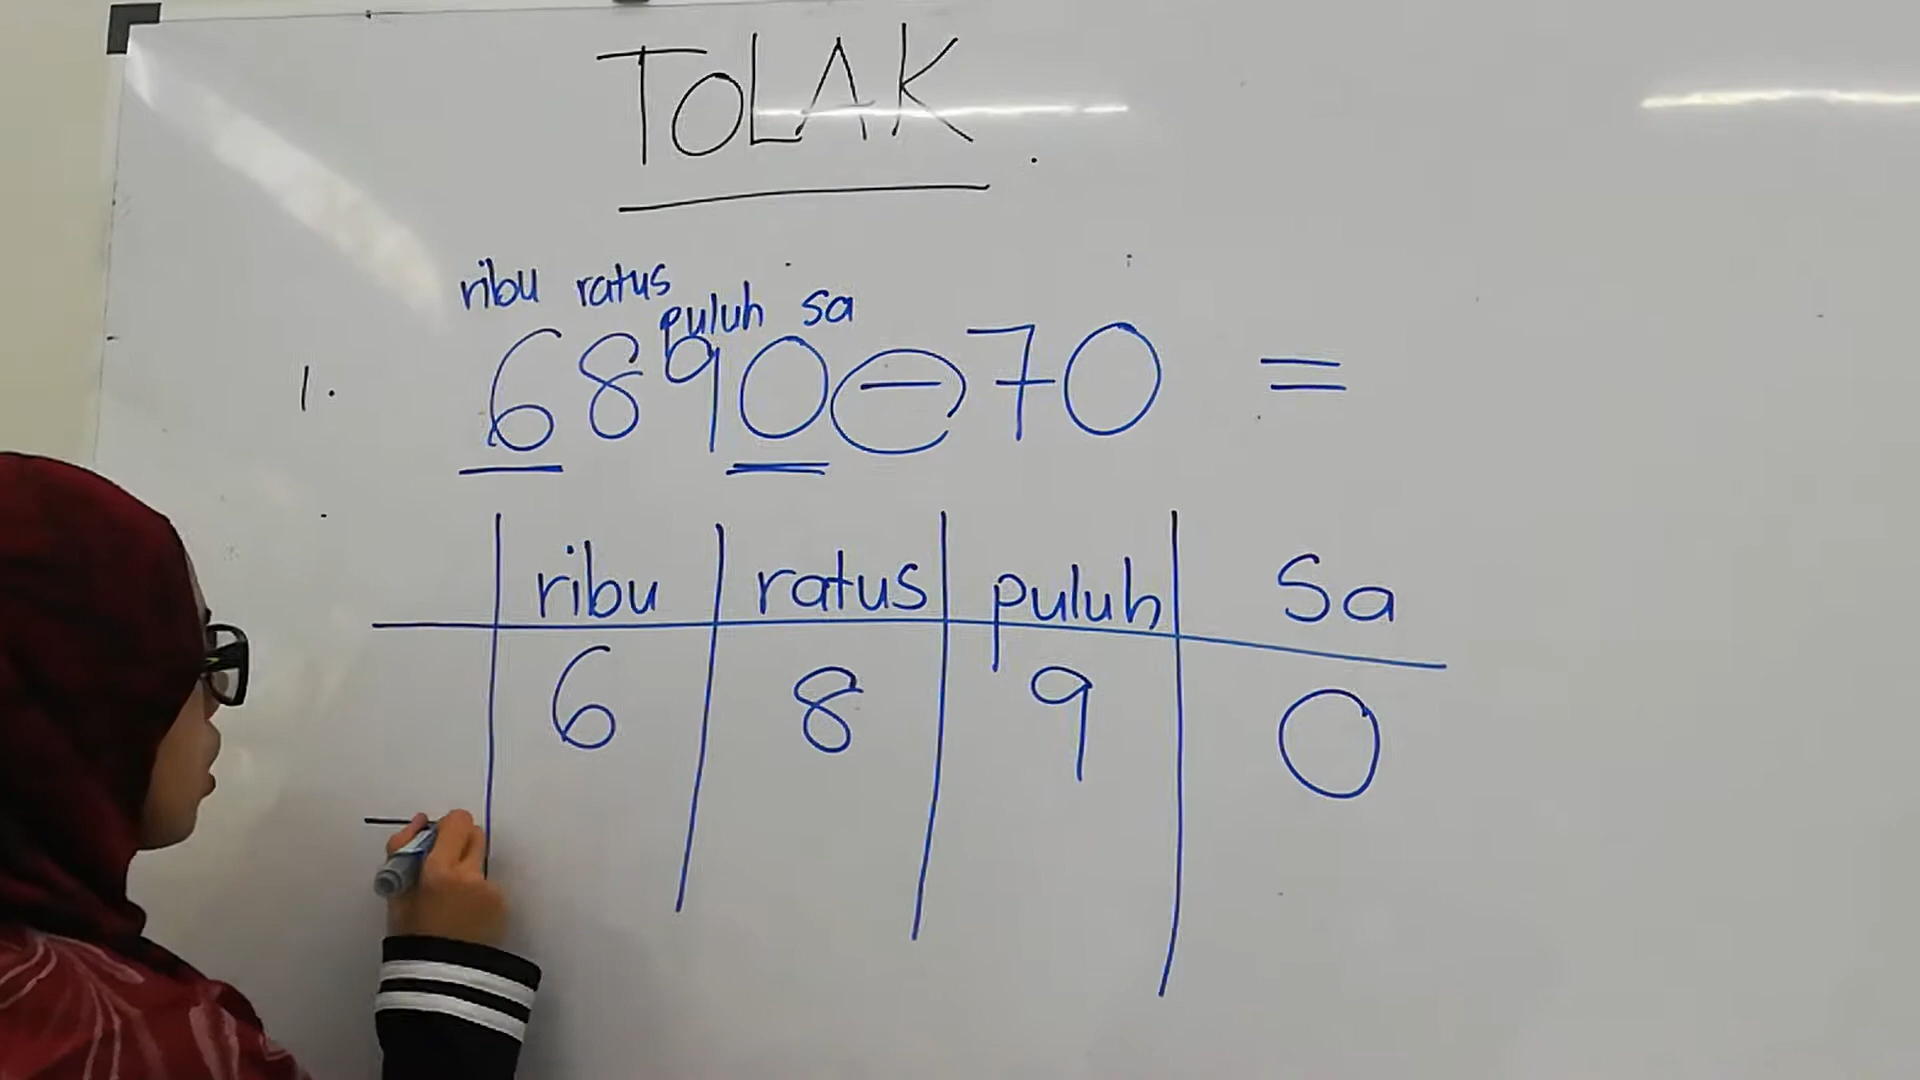 TOLAK.
ribu ratus puluh sa
1. 6890 - 70 =
ribu ratus puluh Sa
6 8 9 0
-